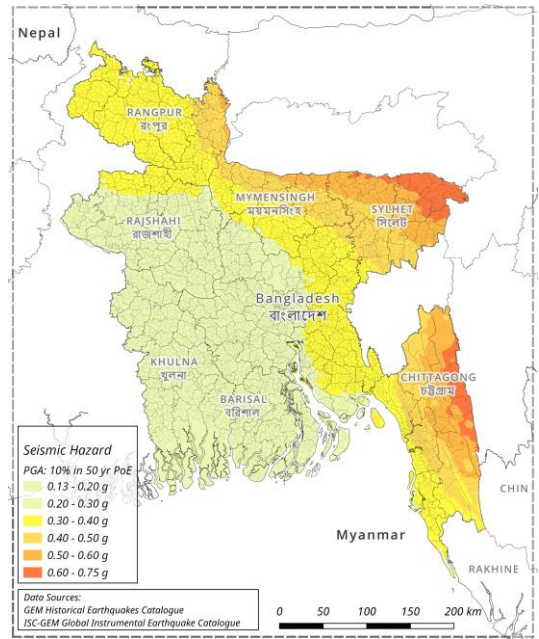 Nepal
RANGPUR
রংপুর
MYMENSINGH
ময়মনসিংহ
SYLHET
সিলেট
RAJSHAHI
রাজশাহী
Bangladesh
বাংলাদেশ
KHULNA
খুলনা
BARISAL
বরিশাল
CHITTAGONG
চট্টগ্রাম
CHIN
Myanmar
RAKHINE
Seismic Hazard
PGA: 10% in 50 yr PoE
0.13 - 0.20 g
0.20 - 0.30 g
0.30 - 0.40 g
0.40 - 0.50 g
0.50 - 0.60 g
0.60 - 0.75 g
Data Sources:
GEM Historical Earthquakes Catalogue
ISC-GEM Global Instrumental Earthquake Catalogue
0 50 100 150 200 km